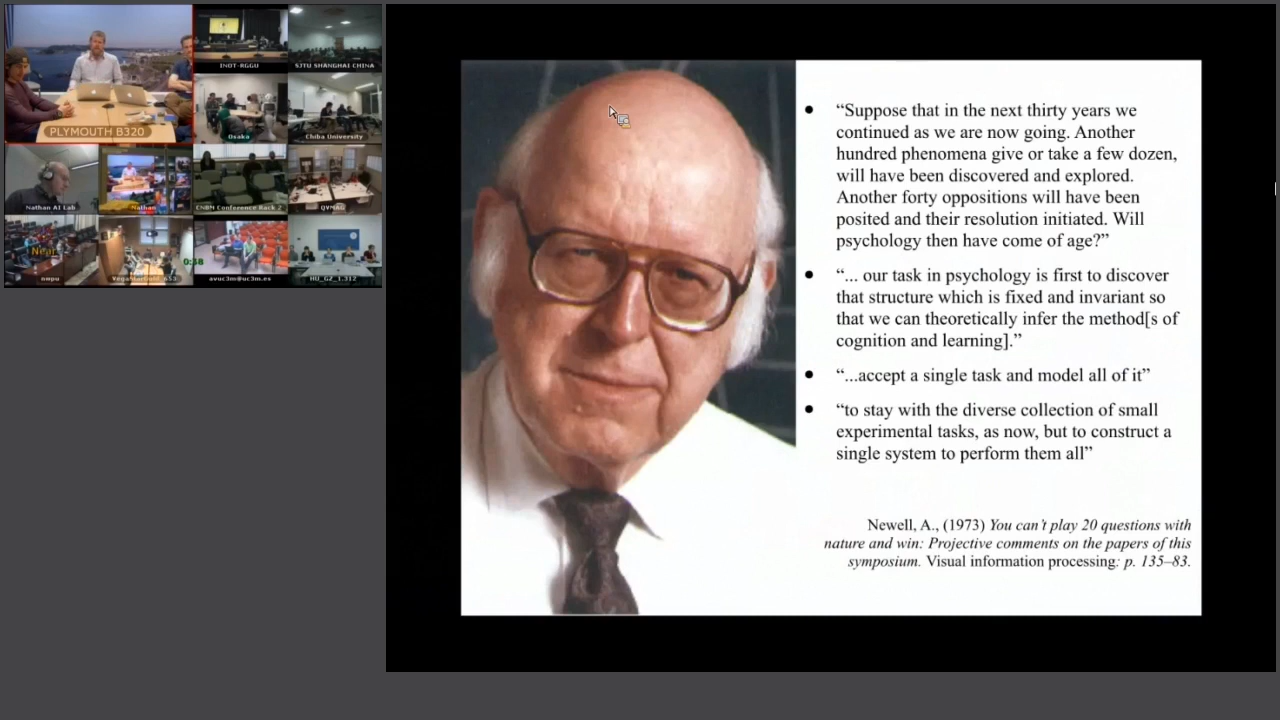 INOT-RGGU
SJTU SHANGHAI CHINA
PLYMOUTH B320
Osaka
Chiba University
Nathan AI Lab
Nathan
CNBM Conference Back 2
QVMAG
Near
ompu
0:58
avuc3m@uc3m.es
HU_GZ_1.312
• “Suppose that in the next thirty years we
continued as we are now going. Another
hundred phenomena give or take a few dozen,
will have been discovered and explored.
Another forty oppositions will have been
posited and their resolution initiated. Will
psychology then have come of age?”
• “... our task in psychology is first to discover
that structure which is fixed and invariant so
that we can theoretically infer the method[s of
cognition and learning].”
• “...accept a single task and model all of it”
• “to stay with the diverse collection of small
experimental tasks, as now, but to construct a
single system to perform them all”
Newell, A., (1973) You can’t play 20 questions with
nature and win: Projective comments on the papers of this
symposium. Visual information processing: p. 135–83.